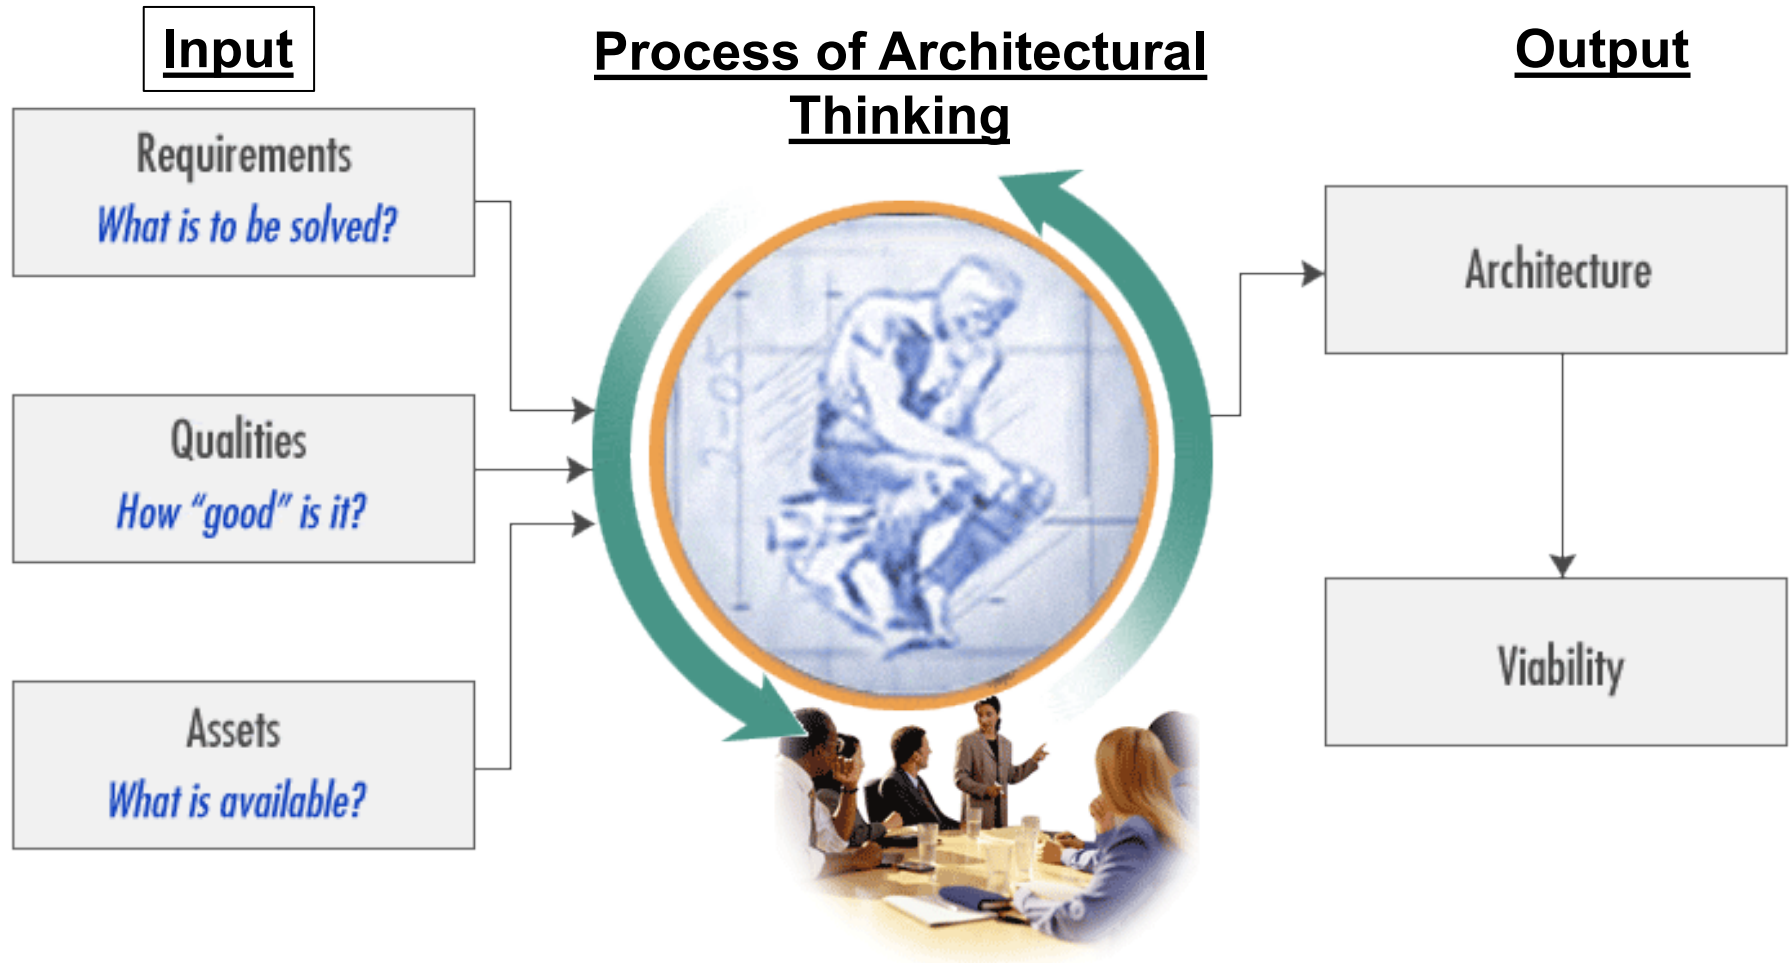 Input
Process of Architectural
Thinking
Output
Requirements
What is to be solved?
Qualities
How “good” is it?
Assets
What is available?
Architecture
Viability